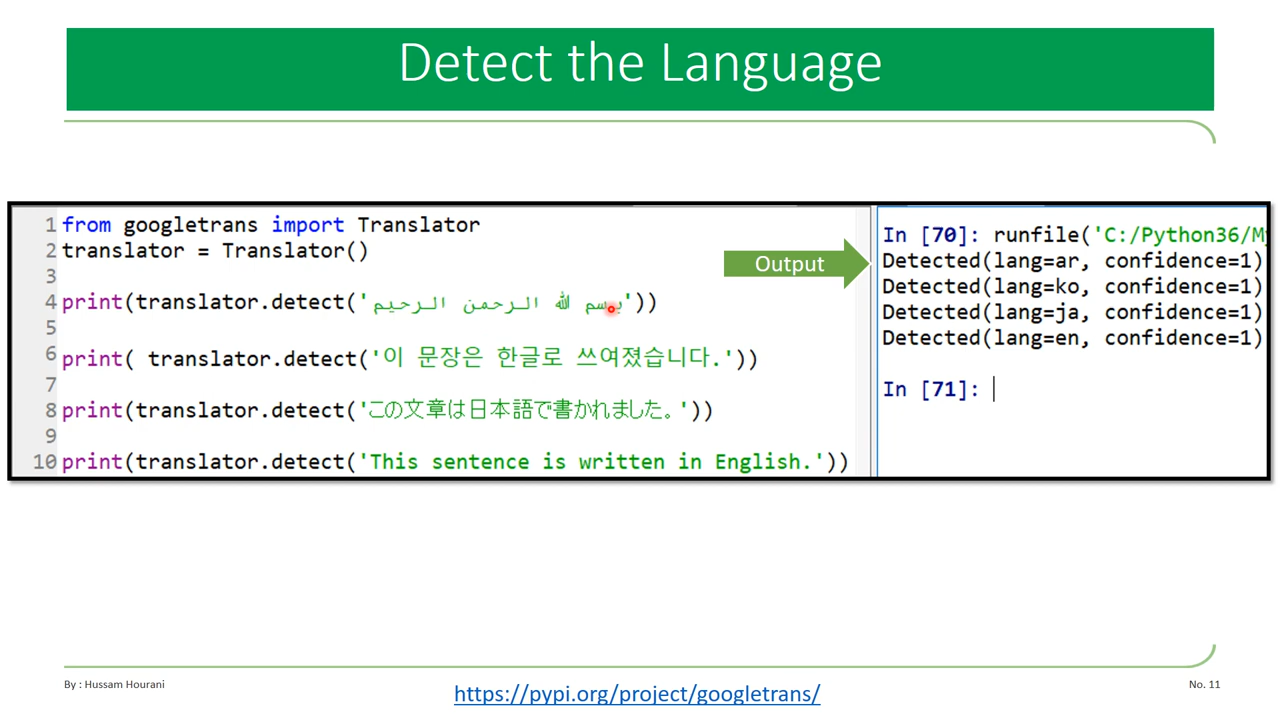 Detect the Language
1 from googletrans import Translator
2 translator = Translator()
3
4 print(translator.detect('بسم الله الرحمن الرحيم'))
5
6 print( translator.detect('이 문장은 한글로 쓰여졌습니다.'))
7
8 print(translator.detect('この文章は日本語で書かれました。'))
9
10 print(translator.detect('This sentence is written in English.'))
Output
In [70]: runfile('C:/Python36/My
Detected(lang=ar, confidence=1)
Detected(lang=ko, confidence=1)
Detected(lang=ja, confidence=1)
Detected(lang=en, confidence=1)
In [71]:
By : Hussam Hourani
https://pypi.org/project/googletrans/
No. 11